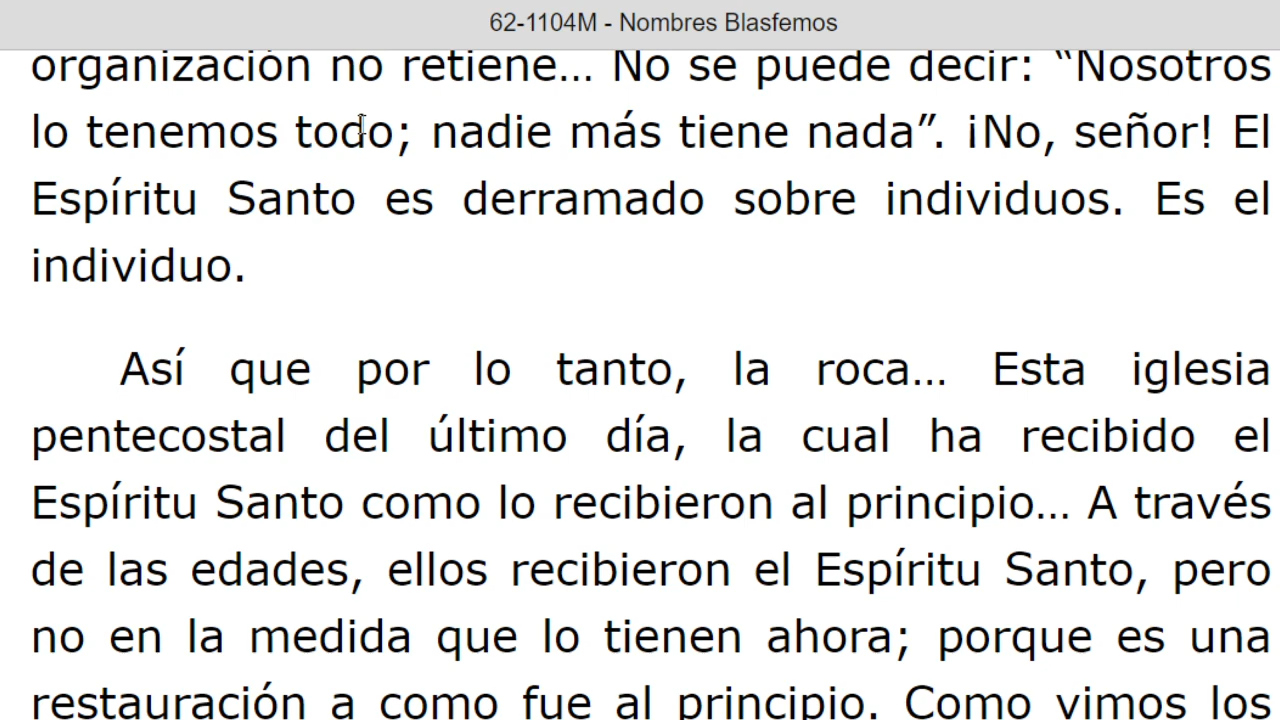 62-1104M - Nombres Blasfemos
organización no retiene... No se puede decir: “Nosotros
lo tenemos todo; nadie más tiene nada”. ¡No, señor! El
Espíritu Santo es derramado sobre individuos. Es el
individuo.
Así que por lo tanto, la roca... Esta iglesia
pentecostal del último día, la cual ha recibido el
Espíritu Santo como lo recibieron al principio... A través
de las edades, ellos recibieron el Espíritu Santo, pero
no en la medida que lo tienen ahora; porque es una
restauración a como fue al principio. Como vimos los